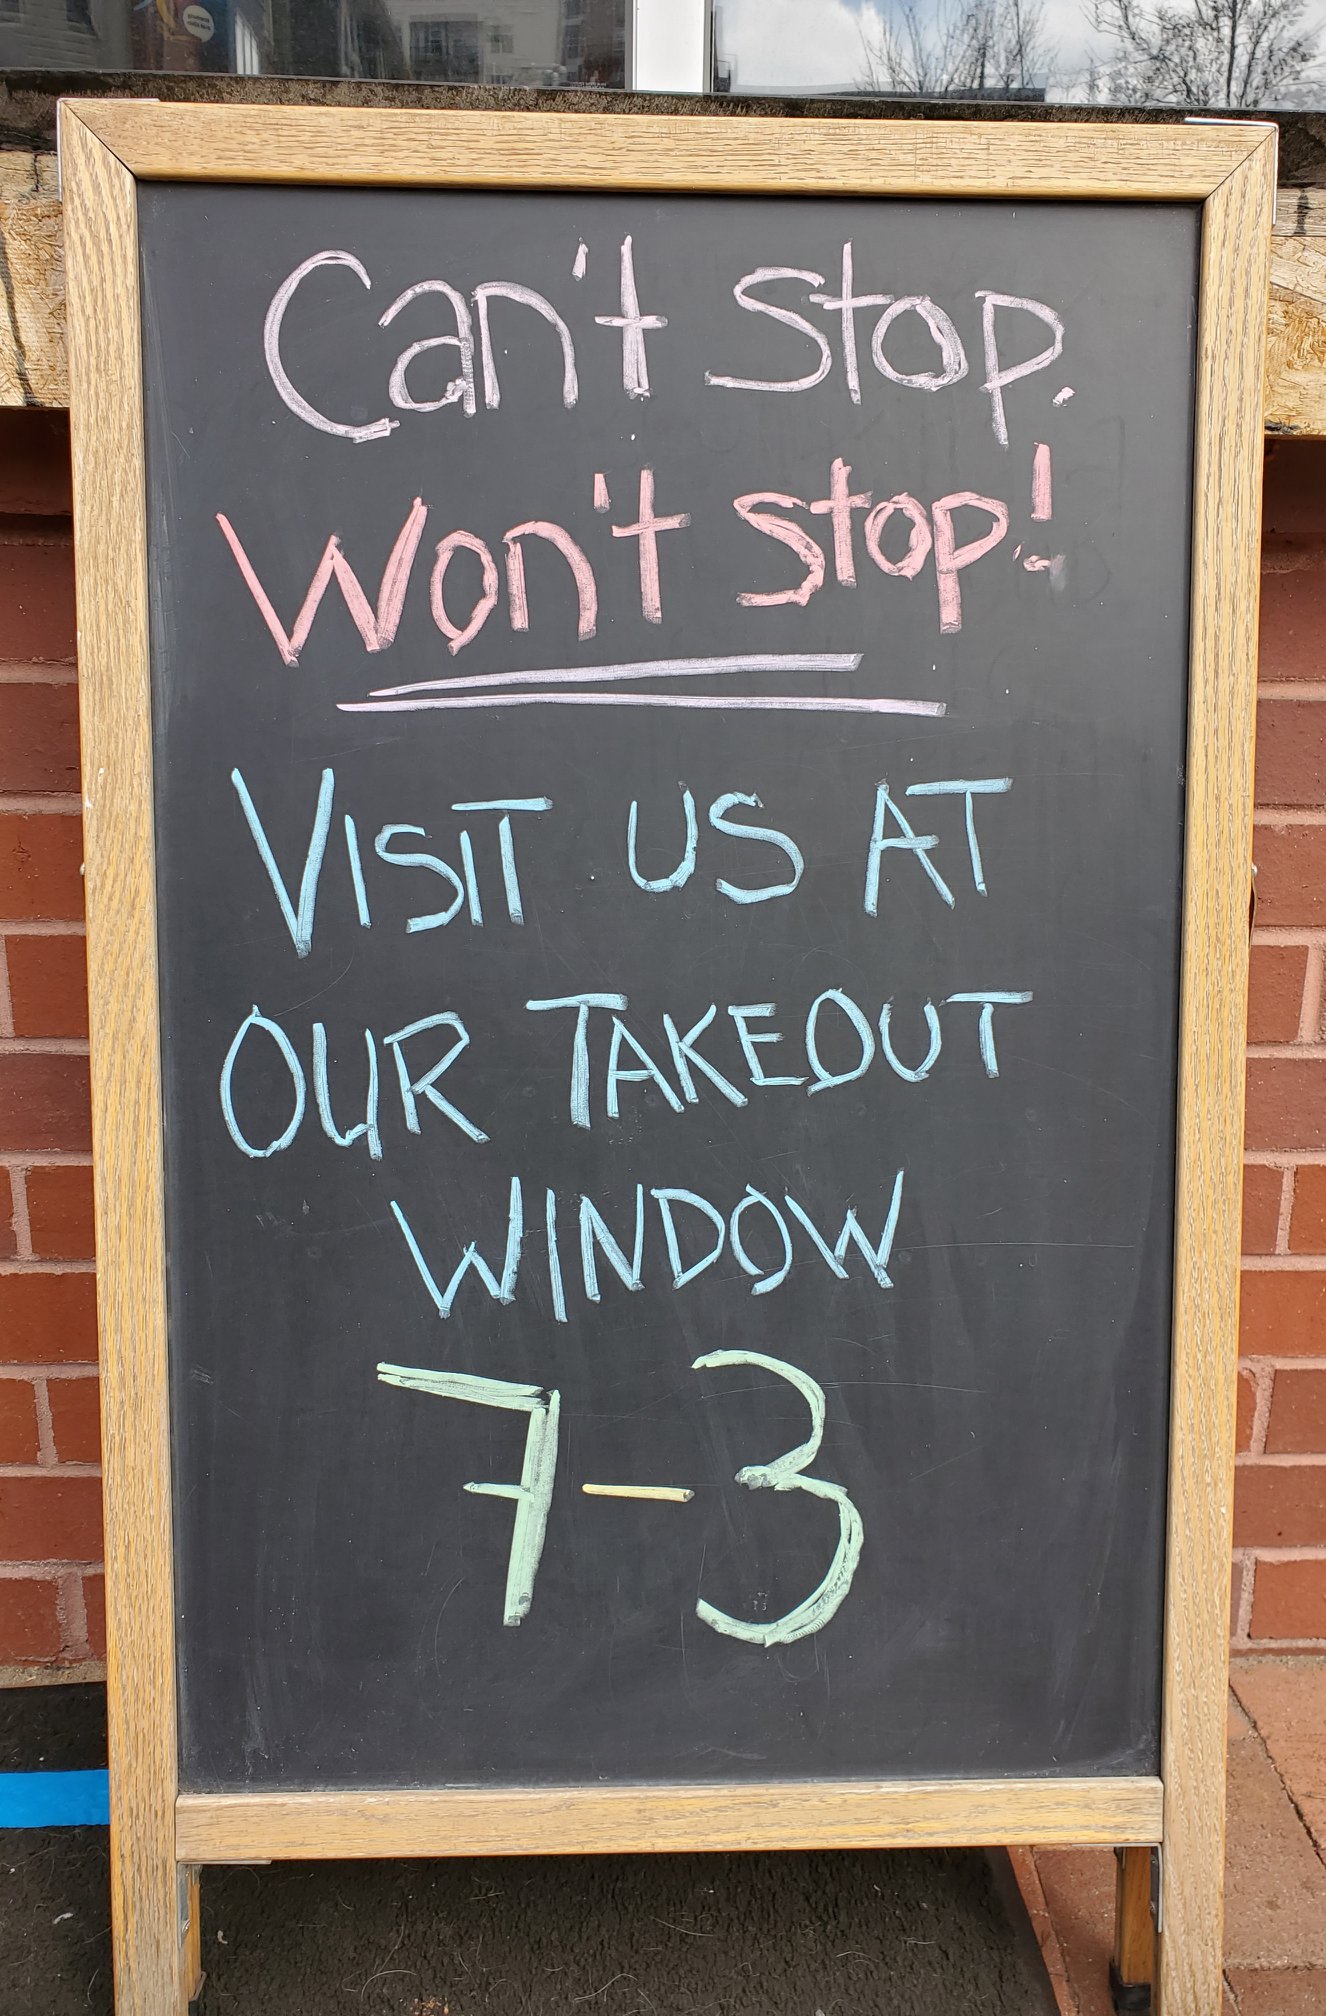 Can't stop.
Won't stop!
VISIT US AT
OUR TAKEOUT
WINDOW
7-3